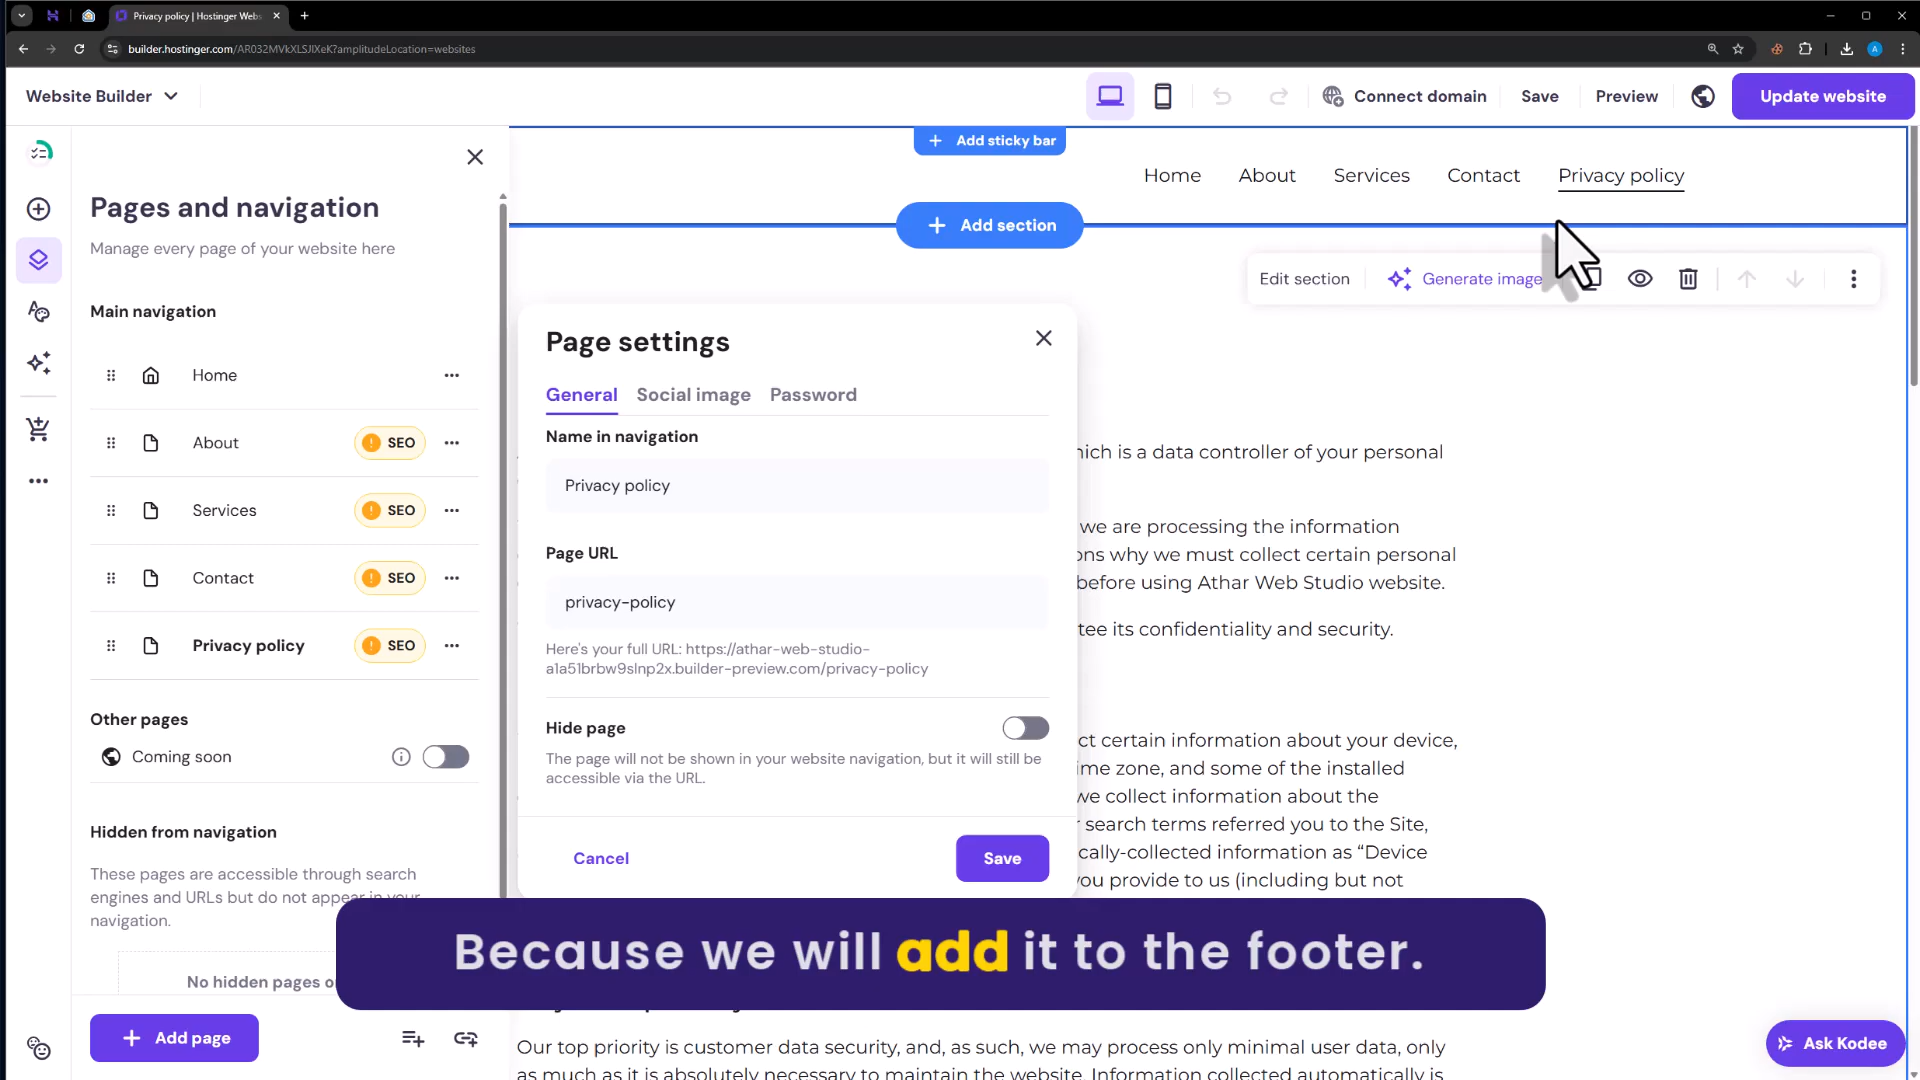 Privacy policy | Hostinger Webs
builder.hostinger.com/AR032MVkXLSJIXeK?amplitudeLocation=websites
A
Website Builder
Connect domain
Save
Preview
Update website
+ Add sticky bar
Home
About
Services
Contact
Privacy policy
+ Add section
Edit section
Generate image
Pages and navigation
Manage every page of your website here
Main navigation
Home
About
SEO
Services
SEO
Contact
SEO
Privacy policy
SEO
Other pages
Coming soon
Hidden from navigation
These pages are accessible through search
engines and URLs but do not appear in your
navigation.
No hidden pages
+ Add page
Page settings
General
Social image
Password
Name in navigation
Privacy policy
Page URL
privacy-policy
Here's your full URL: https://athar-web-studio-
a1a51brbw9slnp2x.builder-preview.com/privacy-policy
Hide page
The page will not be shown in your website navigation, but it will still be
accessible via the URL.
Cancel
Save
which is a data controller of your personal
we are processing the information
why we must collect certain personal
before using Athar Web Studio website.
its confidentiality and security.
certain information about your device,
zone, and some of the installed
we collect information about the
search terms referred you to the Site,
information as “Device
you provide to us (including but not
Because we will add it to the footer.
Our top priority is customer data security, and, as such, we may process only minimal user data, only
as much as it is absolutely necessary to maintain the website. Information collected automatically is
Ask Kodee